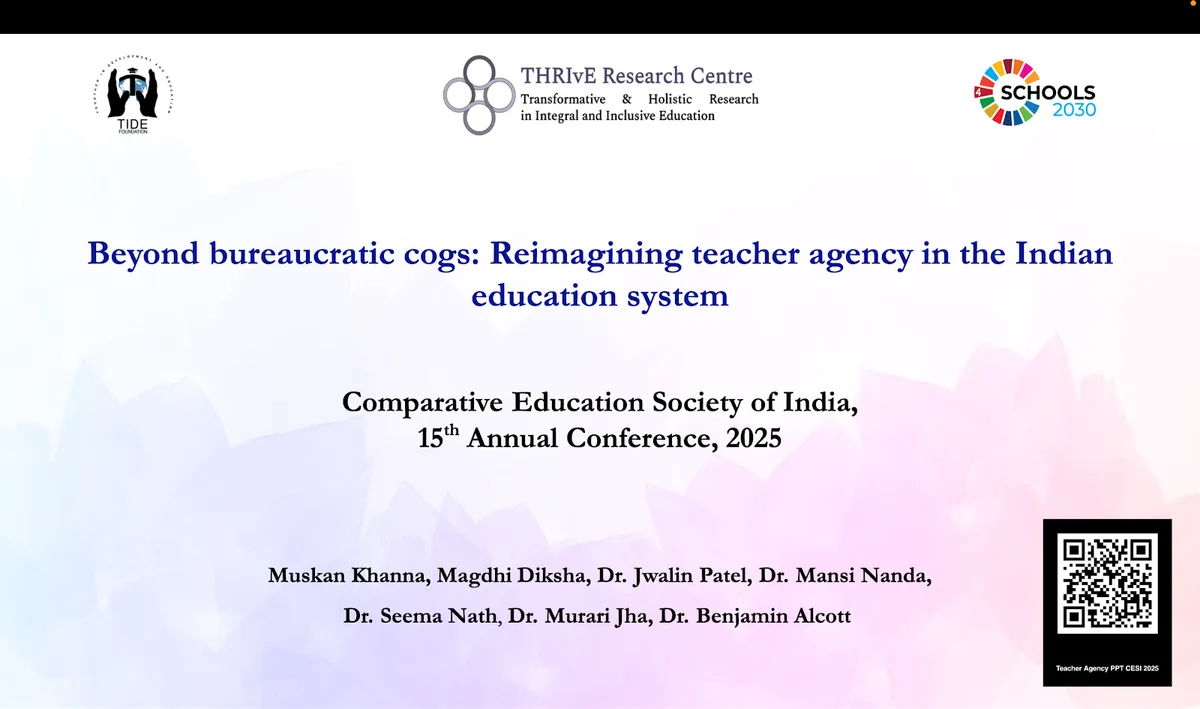 TIDE
FOUNDATION
THRIvE Research Centre
Transformative & Holistic Research
in Integral and Inclusive Education
4
SCHOOLS
2030
Beyond bureaucratic cogs: Reimagining teacher agency in the Indian
education system
Comparative Education Society of India,
15th Annual Conference, 2025
Muskan Khanna, Magdhi Diksha, Dr. Jwalin Patel, Dr. Mansi Nanda,
Dr. Seema Nath, Dr. Murari Jha, Dr. Benjamin Alcott
Teacher Agency PPT CESI 2025